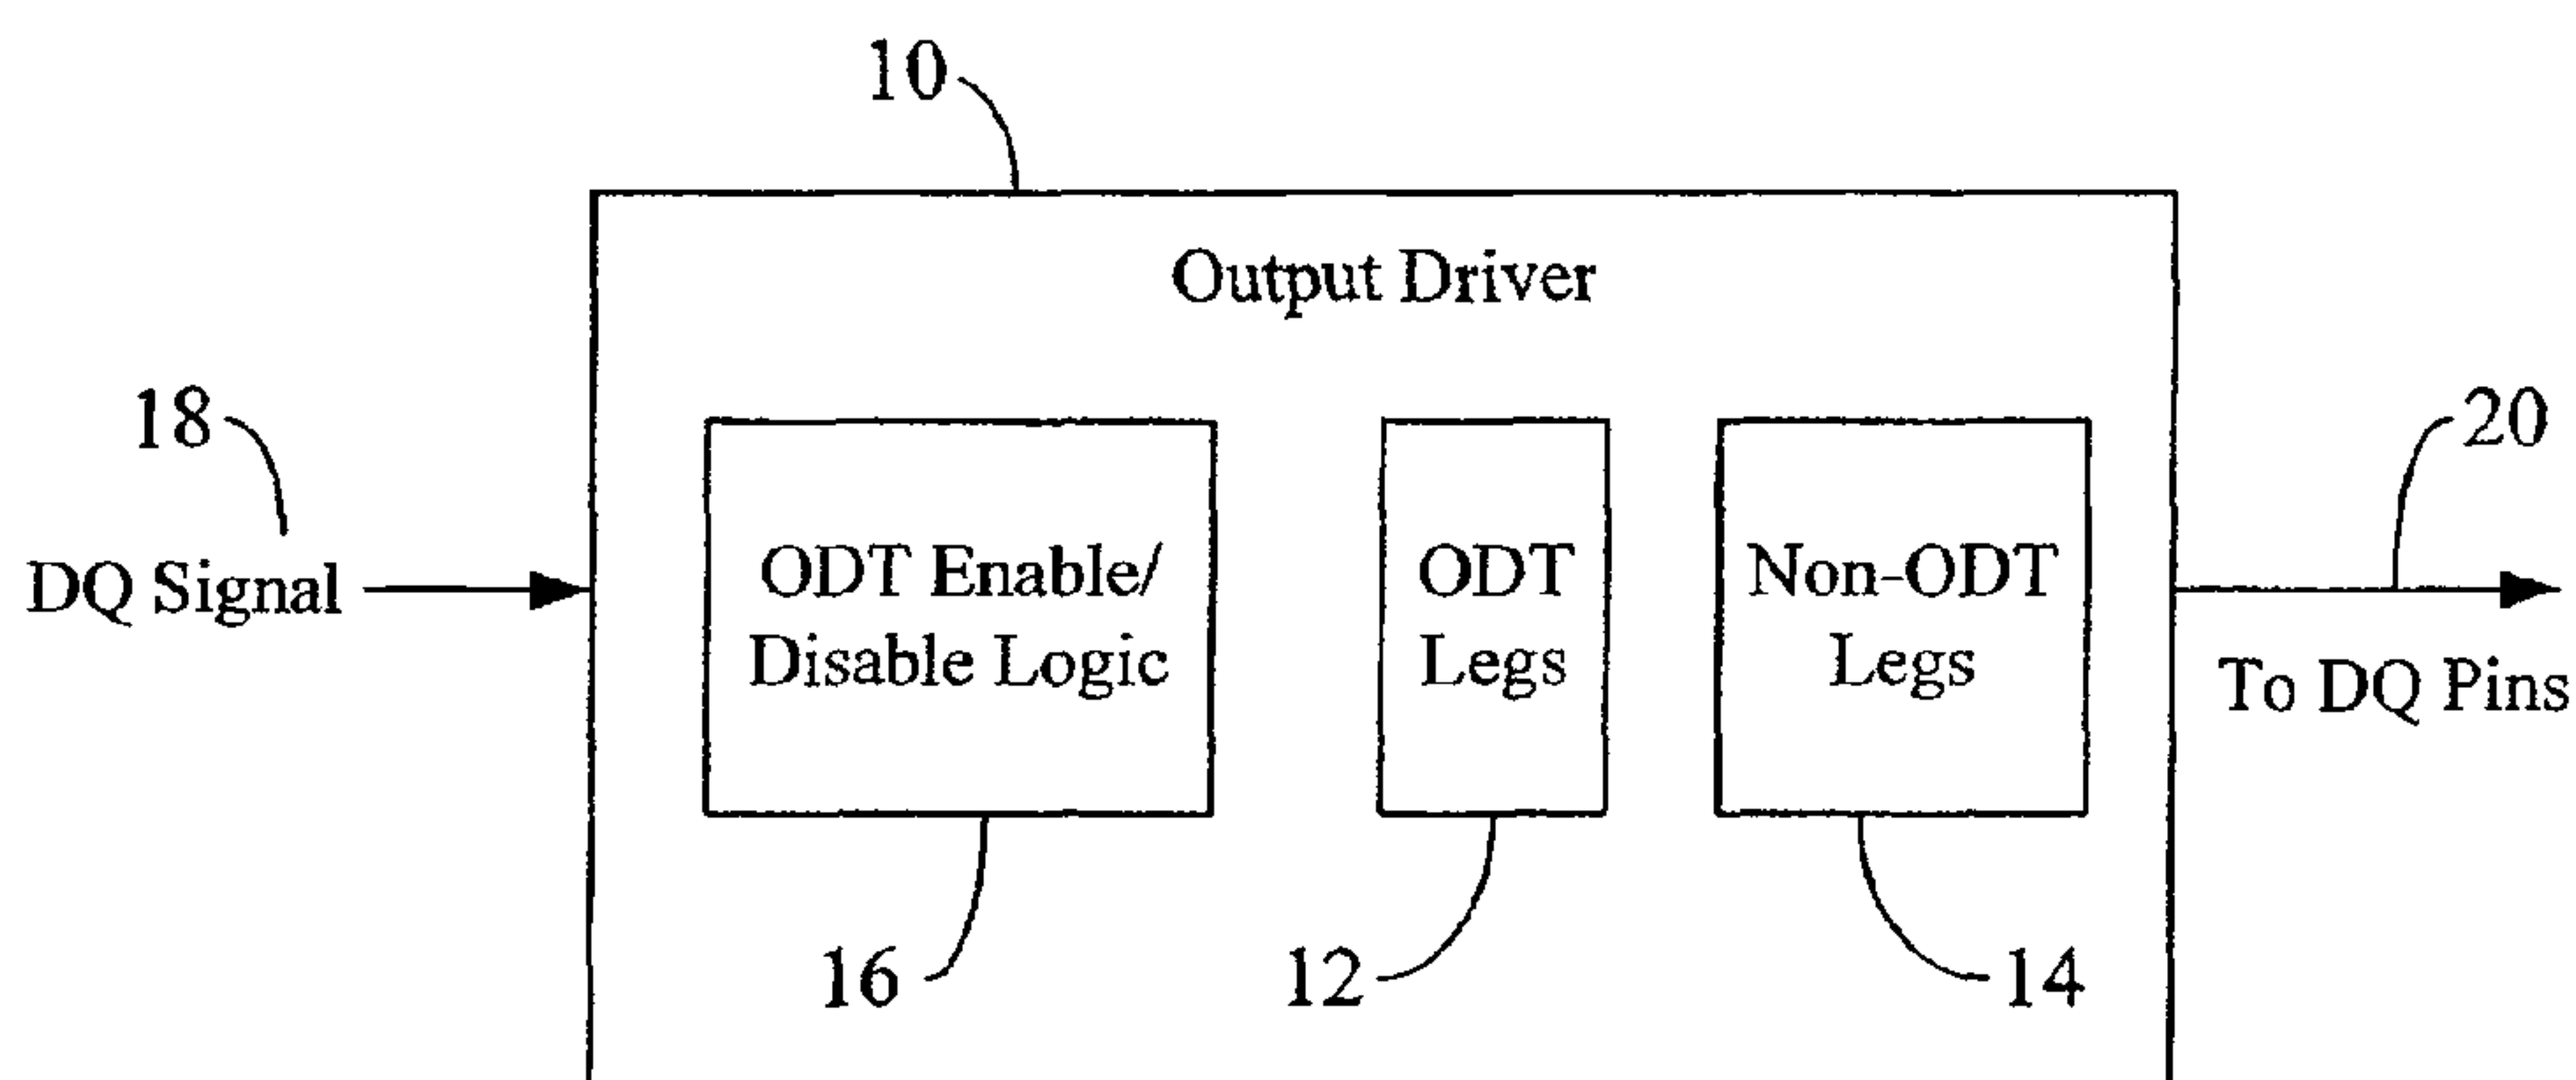 10
Output Driver
18
20
DQ Signal
ODT Enable/
Disable Logic
ODT
Legs
Non-ODT
Legs
To DQ Pins
16
12
14